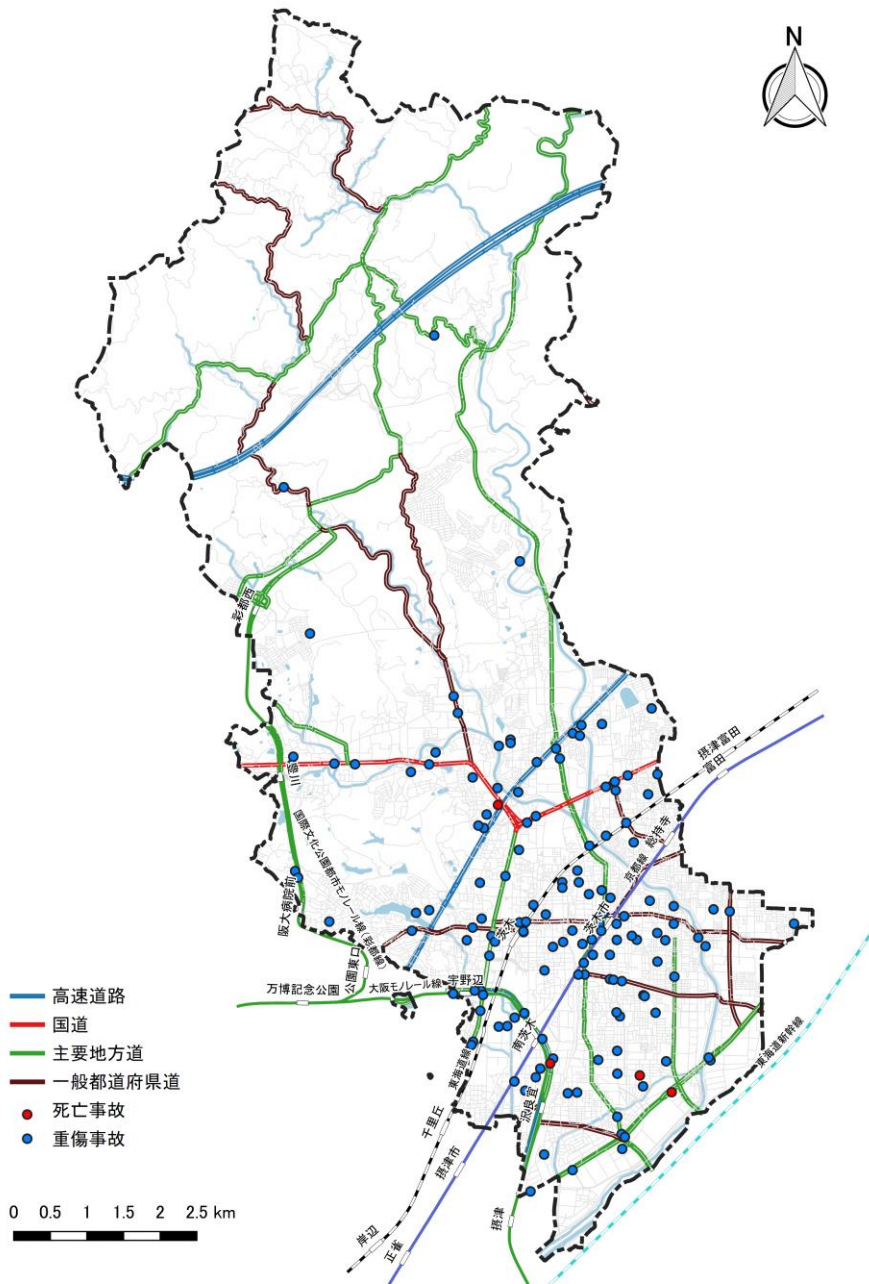 N
彩都西
豊川
阪大病院前
国際文化公園都市モノレール線(彩都線)
公園東口
万博記念公園
大阪モノレール線
宇野辺
摂津富田
富田
総持寺
京都線
茨木市
茨木
南茨木
沢良宜
東海道線
東海道新幹線
千里丘
摂津市
摂津
岸辺
正雀
高速道路
国道
主要地方道
一般都道府県道
死亡事故
重傷事故
0 0.5 1 1.5 2 2.5 km